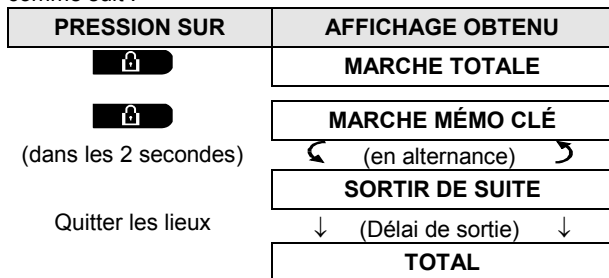 comme suit :
PRESSION SUR AFFICHAGE OBTENU
MARCHE TOTALE
MARCHE MÉMO CLÉ
(dans les 2 secondes) (en alternance)
SORTIR DE SUITE
Quitter les lieux ↓ (Délai de sortie) ↓
TOTAL